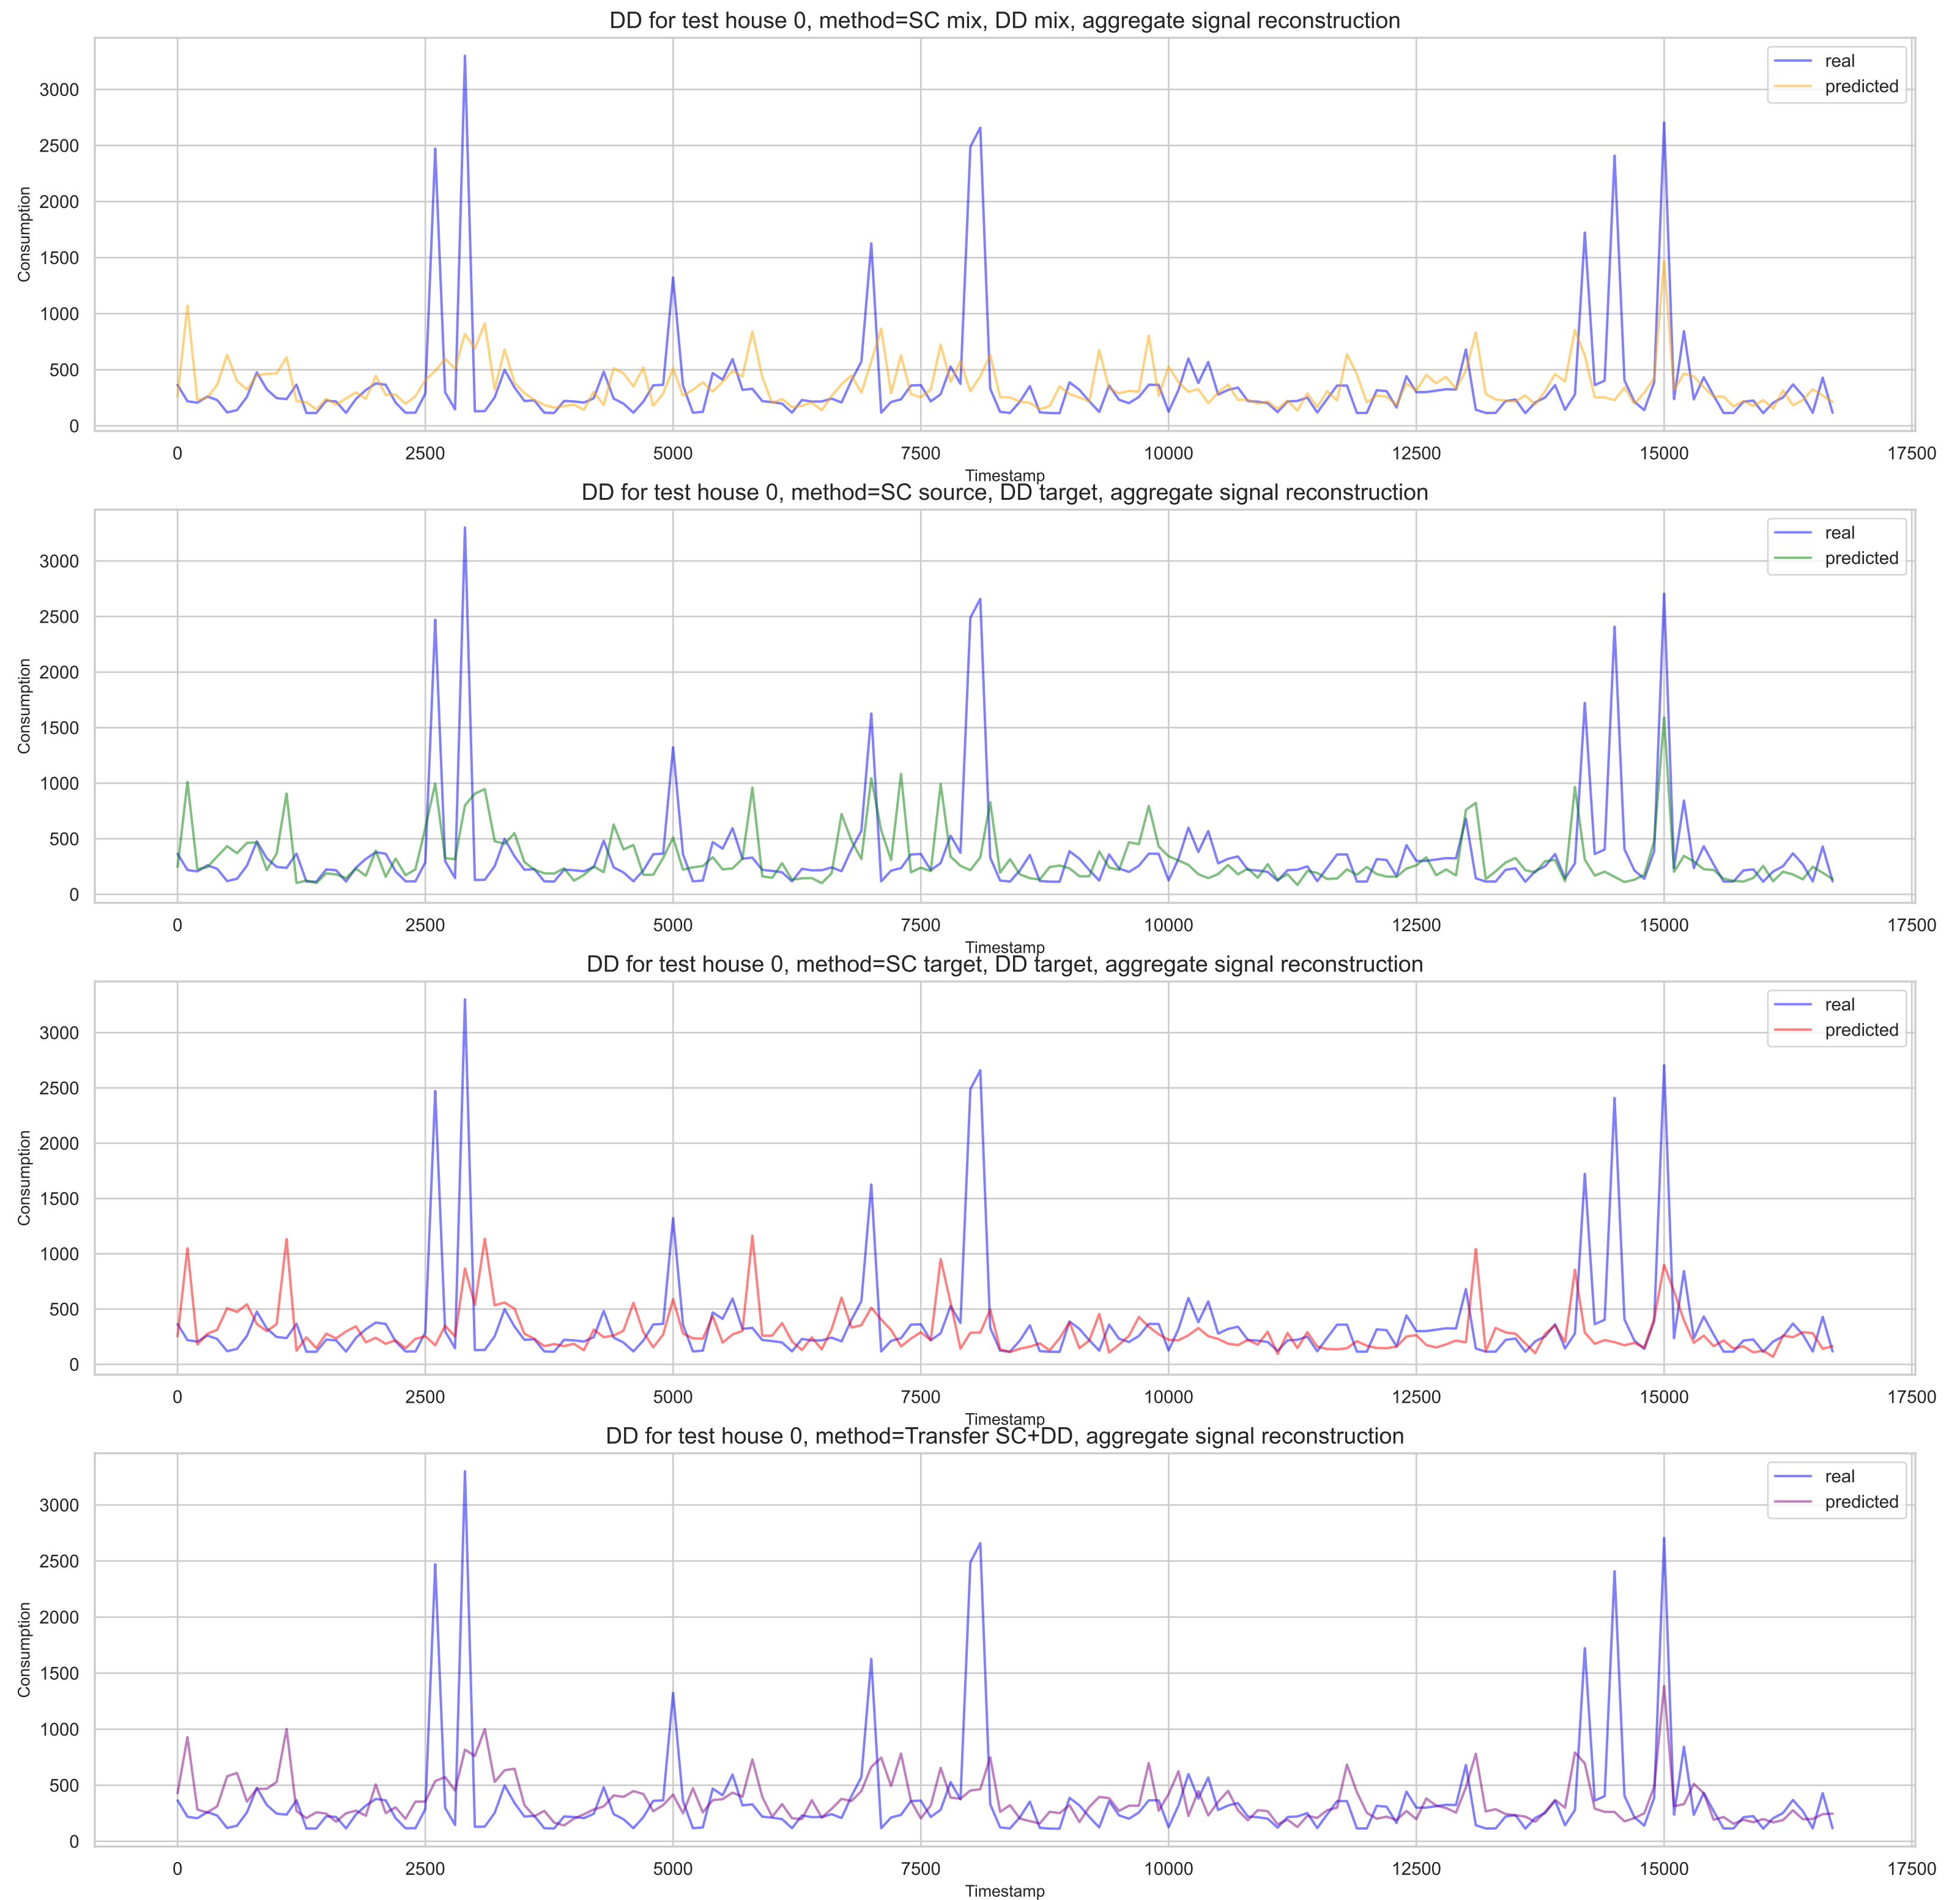 DD for test house 0, method=SC mix, DD mix, aggregate signal reconstruction
real
predicted
3000
2500
2000
1500
1000
500
0
Consumption
0 2500 5000 7500 10000 12500 15000 17500
Timestamp
DD for test house 0, method=SC source, DD target, aggregate signal reconstruction
real
predicted
3000
2500
2000
1500
1000
500
0
Consumption
0 2500 5000 7500 10000 12500 15000 17500
Timestamp
DD for test house 0, method=SC target, DD target, aggregate signal reconstruction
real
predicted
3000
2500
2000
1500
1000
500
0
Consumption
0 2500 5000 7500 10000 12500 15000 17500
Timestamp
DD for test house 0, method=Transfer SC+DD, aggregate signal reconstruction
real
predicted
3000
2500
2000
1500
1000
500
0
Consumption
0 2500 5000 7500 10000 12500 15000 17500
Timestamp